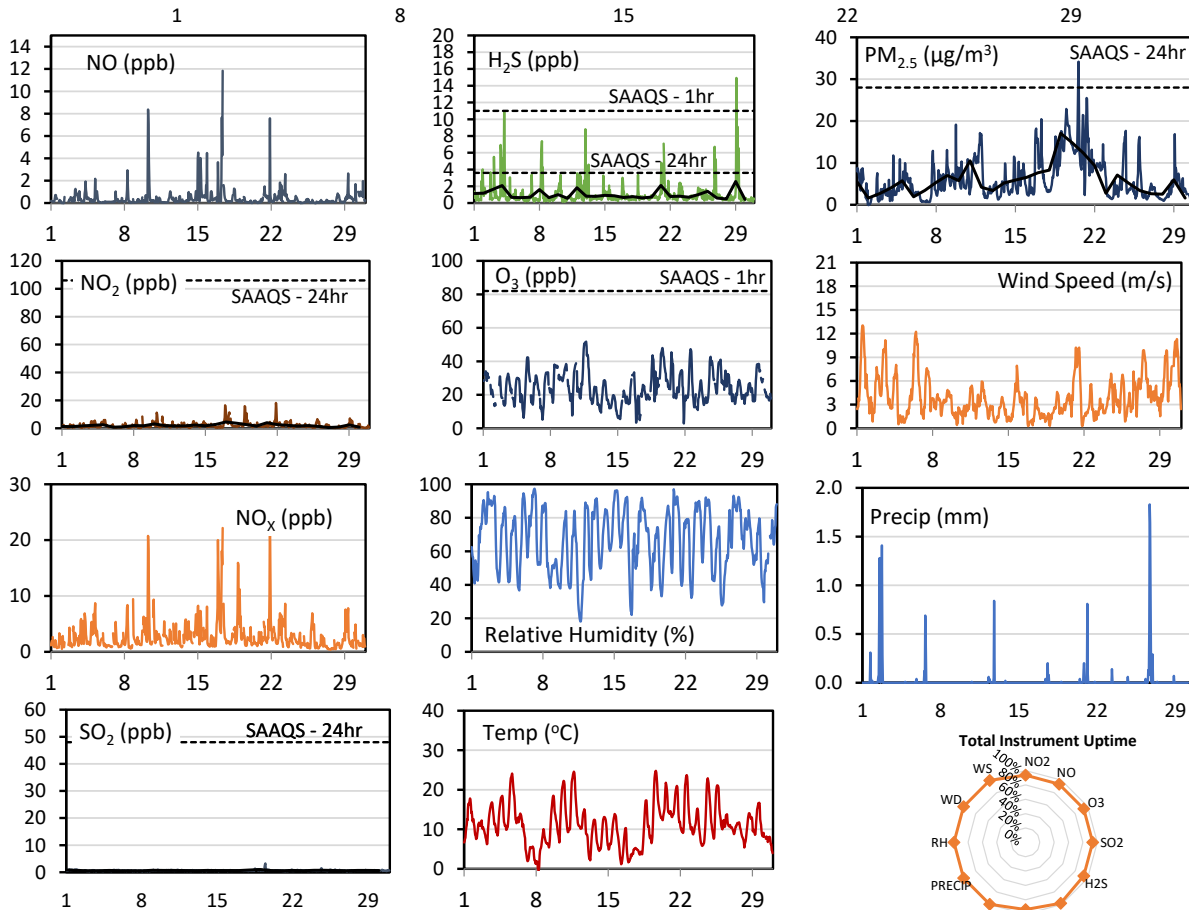 1 8 15 22 29
NO (ppb)
14
12
10
8
6
4
2
0
1 8 15 22 29
H2S (ppb)
SAAQS - 1hr
SAAQS - 24hr
20
18
16
14
12
10
8
6
4
2
0
1 8 15 22 29
PM2.5 (µg/m³)
SAAQS - 24hr
40
30
20
10
0
1 8 15 22 29
NO2 (ppb)
SAAQS - 24hr
120
100
80
60
40
20
0
1 8 15 22 29
O3 (ppb)
SAAQS - 1hr
100
80
60
40
20
0
1 8 15 22 29
Wind Speed (m/s)
21
18
15
12
9
6
3
0
1 8 15 22 29
NOX (ppb)
30
20
10
0
1 8 15 22 29
100
80
60
40
20
0
Relative Humidity (%)
1 8 15 22 29
Precip (mm)
2.0
1.5
1.0
0.5
0.0
1 8 15 22 29
SO2 (ppb)
SAAQS - 24hr
60
50
40
30
20
10
0
1 8 15 22 29
Temp (oC)
40
30
20
10
0
1 8 15 22 29
Total Instrument Uptime
100%
80%
60%
40%
20%
0%
NO2
NO
O3
SO2
H2S
PRECIP
RH
WD
WS